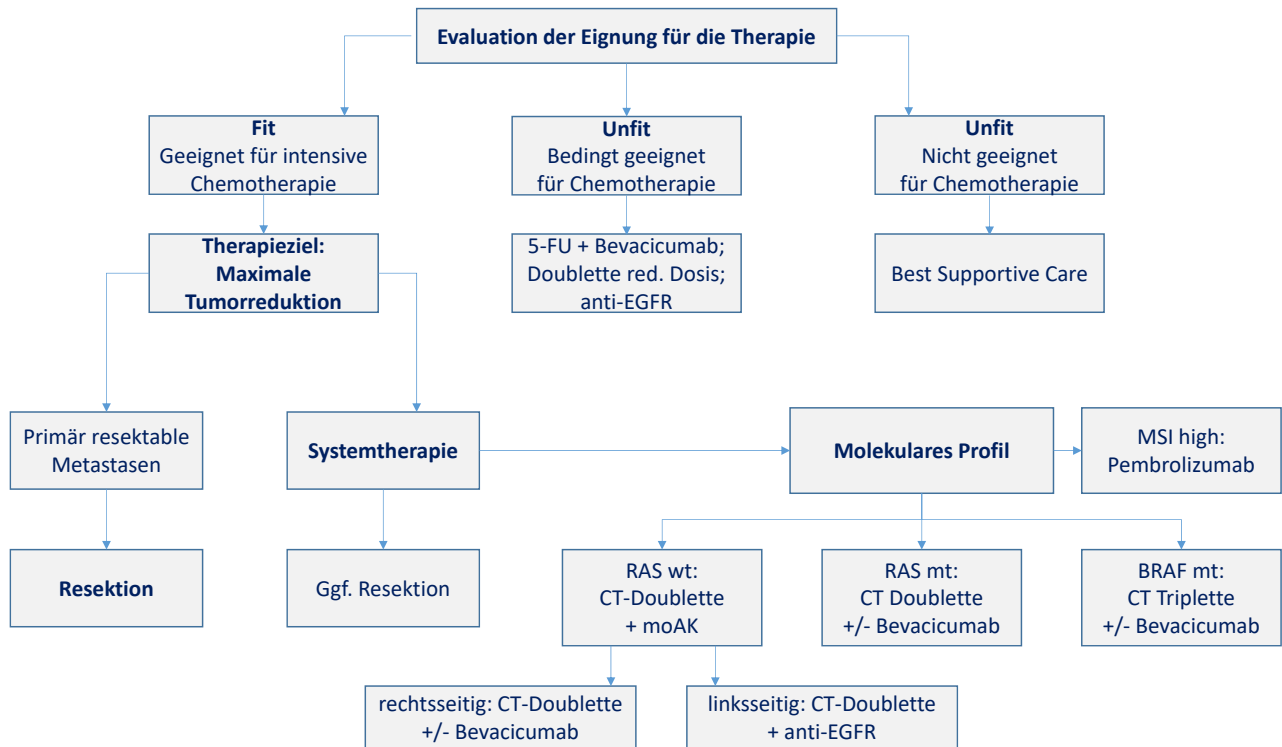 Evaluation der Eignung für die Therapie
Fit
Geeignet für intensive
Chemotherapie
Unfit
Bedingt geeignet
für Chemotherapie
Unfit
Nicht geeignet
für Chemotherapie
Therapieziel:
Maximale
Tumorreduktion
5-FU + Bevacicumab;
Doublette red. Dosis;
anti-EGFR
Best Supportive Care
Primär resektable
Metastasen
Systemtherapie
Molekulares Profil
MSI high:
Pembrolizumab
Resektion
Ggf. Resektion
RAS wt:
CT-Doublette
+ moAK
RAS mt:
CT Doublette
+/- Bevacicumab
BRAF mt:
CT Triplette
+/- Bevacicumab
rechtsseitig: CT-Doublette
+/- Bevacicumab
linksseitig: CT-Doublette
+ anti-EGFR